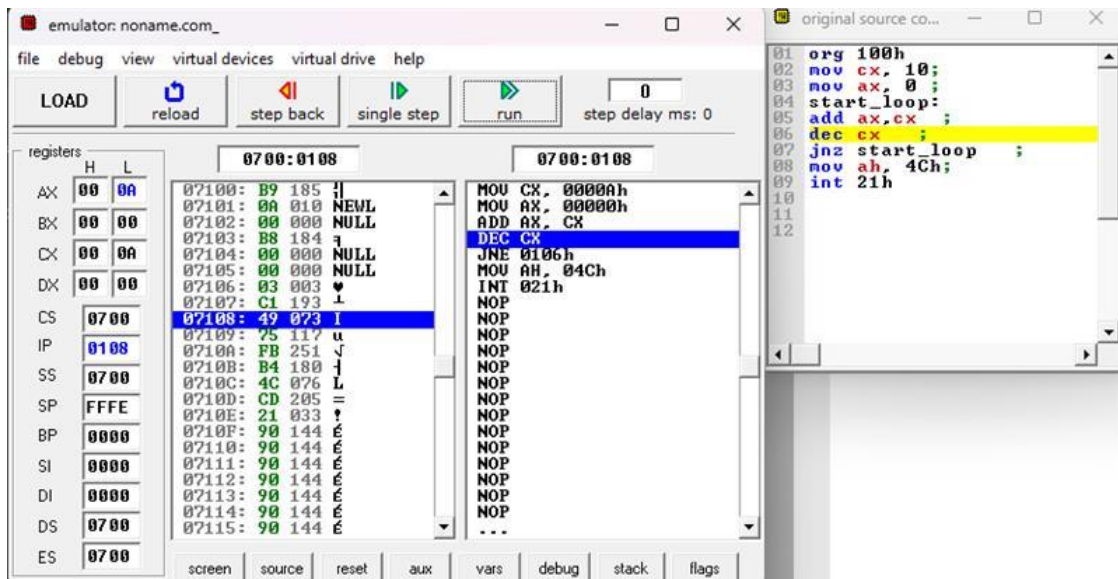 emulator: noname.com_
file debug view virtual devices virtual drive help
LOAD reload step back single step run 0 step delay ms: 0
registers
H L
AX 00 0A
BX 00 00
CX 00 0A
DX 00 00
CS 0700
IP 0108
SS 0700
SP FFFE
BP 0000
SI 0000
DI 0000
DS 0700
ES 0700
0700:0108
07100: B9 185 ╣
07101: 0A 010 NEWL
07102: 00 000 NULL
07103: B8 184 ╕
07104: 00 000 NULL
07105: 00 000 NULL
07106: 03 003 ♥
07107: C1 193 ┴
07108: 49 073 I
07109: 75 117 u
0710A: FB 251 √
0710B: B4 180 ┤
0710C: 4C 076 L
0710D: CD 205 =
0710E: 21 033 !
0710F: 90 144 É
07110: 90 144 É
07111: 90 144 É
07112: 90 144 É
07113: 90 144 É
07114: 90 144 É
07115: 90 144 É
0700:0108
MOV CX, 0000Ah
MOV AX, 00000h
ADD AX, CX
DEC CX
JNE 0106h
MOV AH, 04Ch
INT 021h
NOP
NOP
NOP
NOP
NOP
NOP
NOP
NOP
NOP
NOP
NOP
NOP
NOP
NOP
...
screen source reset aux vars debug stack flags
original source co...
01 org 100h
02 mov cx, 10;
03 mov ax, 0 ;
04 start_loop:
05 add ax,cx ;
06 dec cx ;
07 jnz start_loop ;
08 mov ah, 4Ch;
09 int 21h
10
11
12